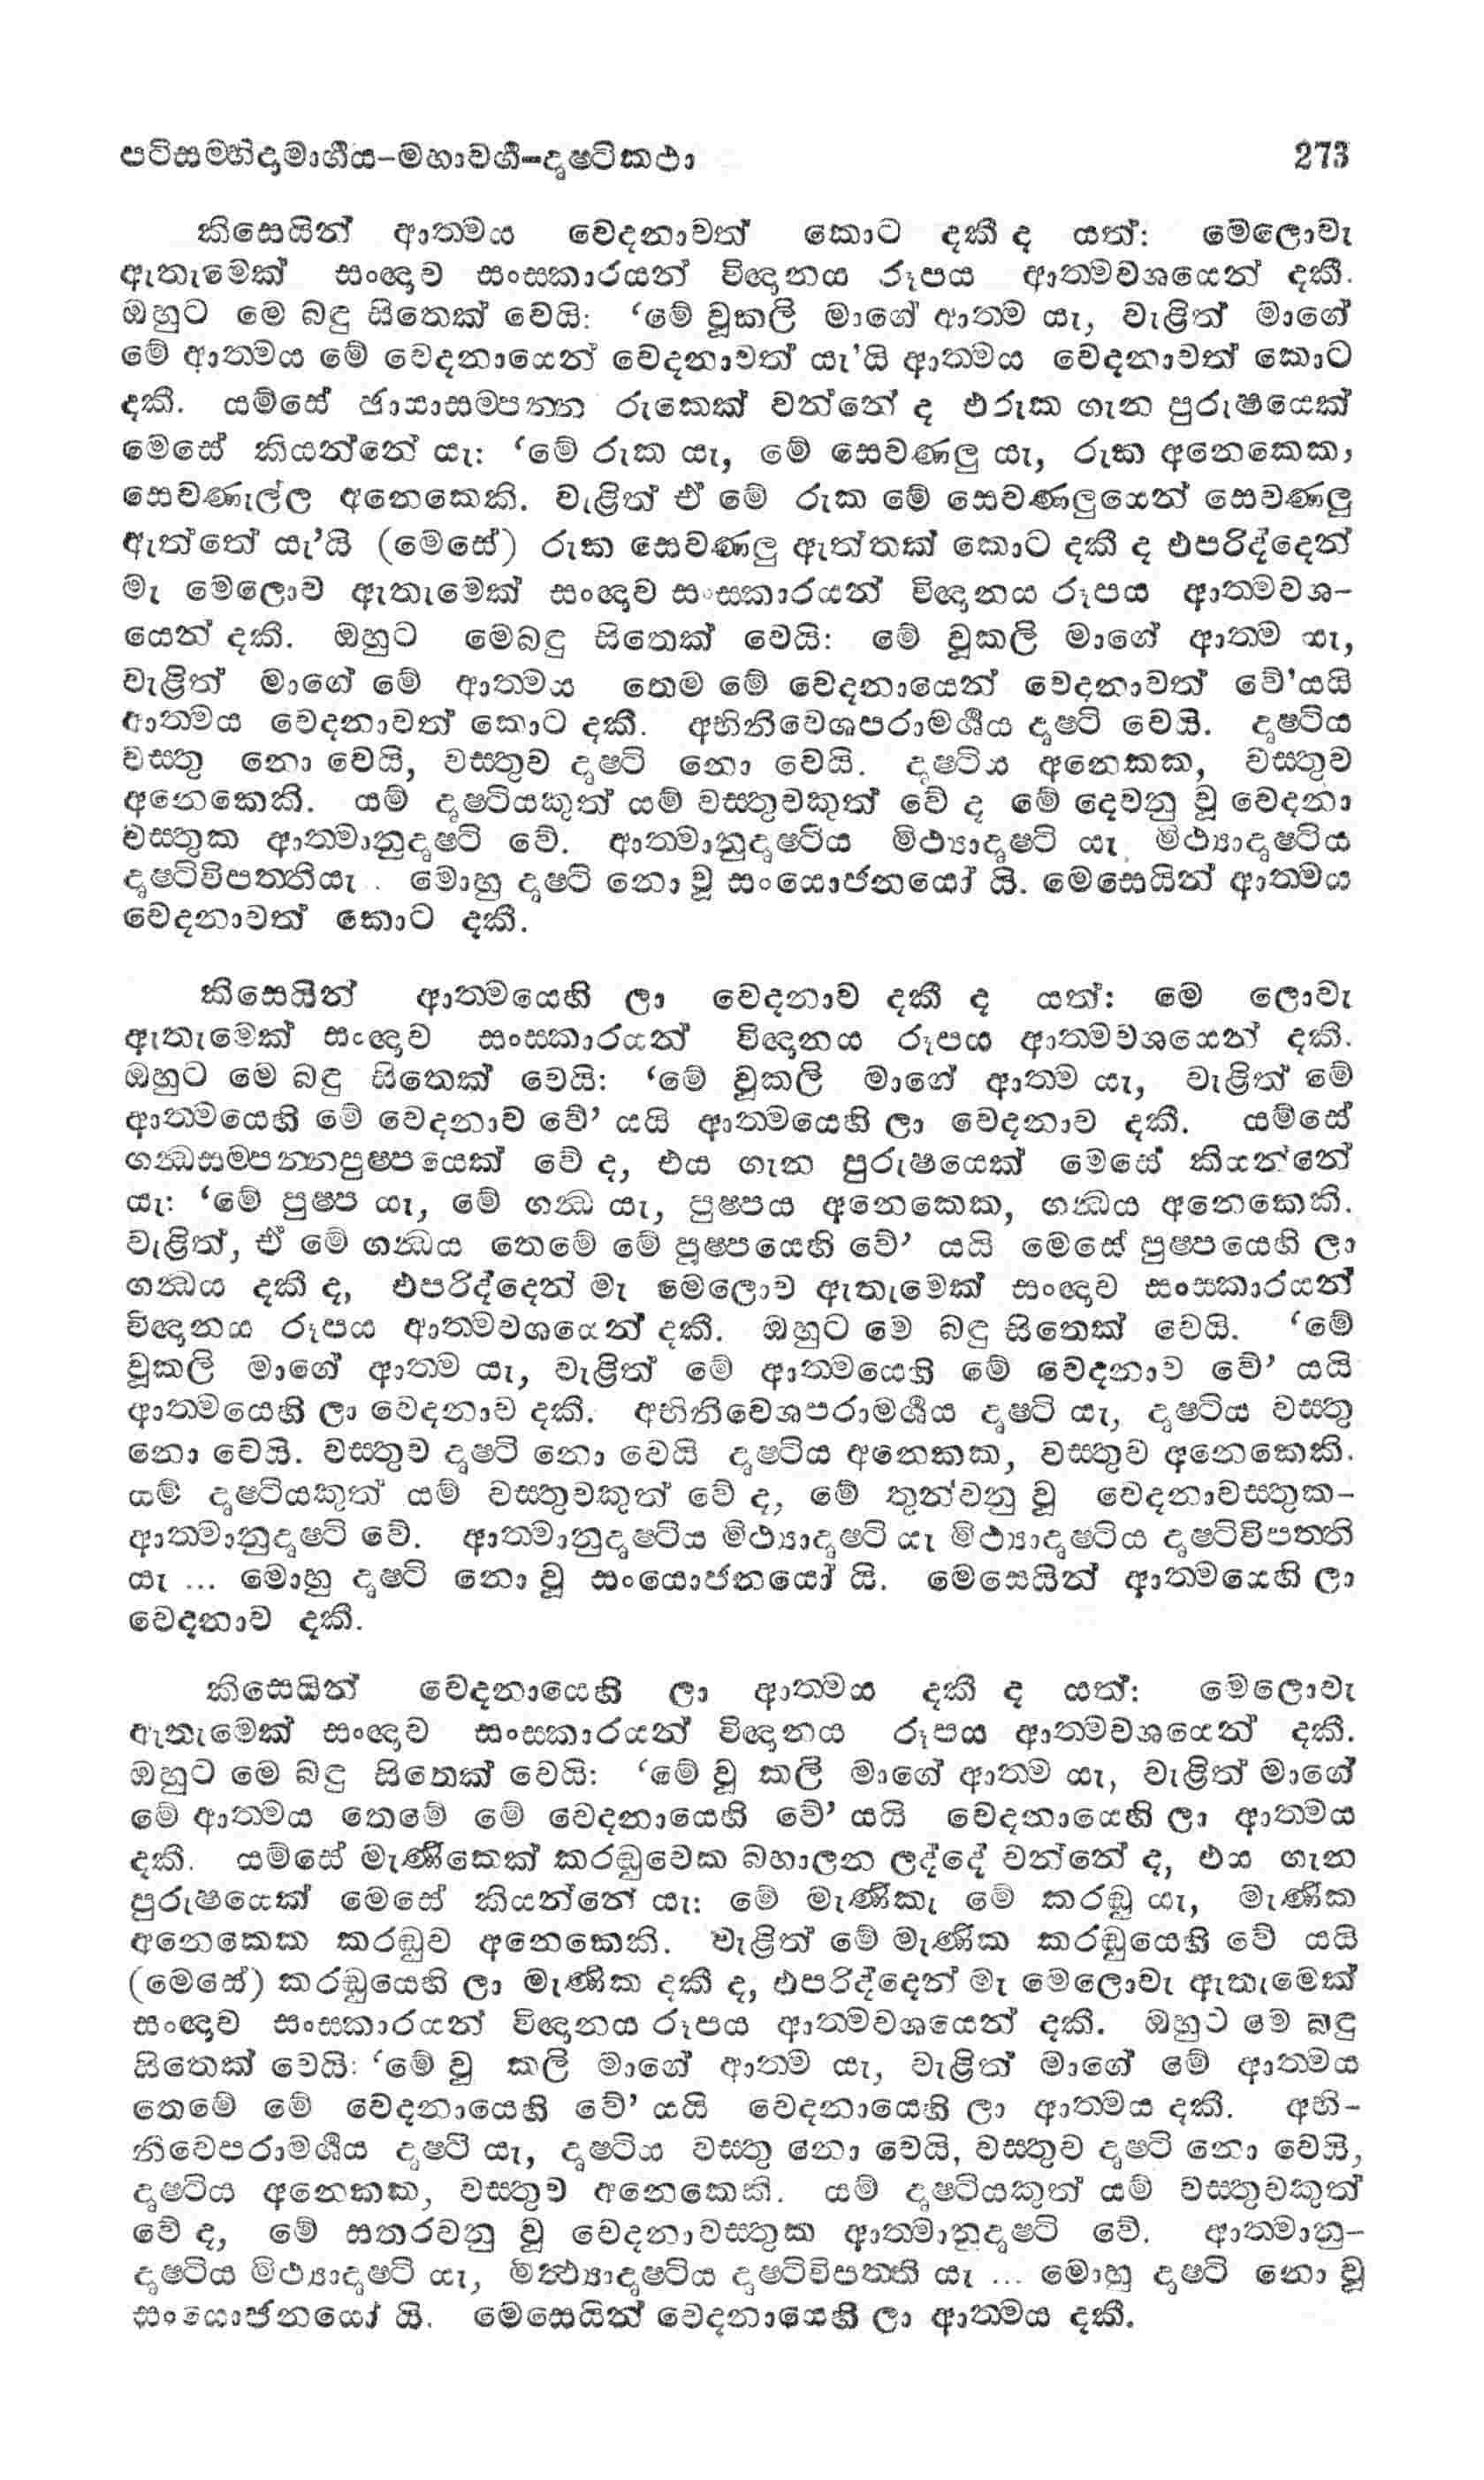 පටිසම්භිදාමාර්ගය-මහාවර්ග-දෘෂ්ටිකථා 273
කිසෙයින් ආත්මය වෙදනාවත් කොට දකී ද යත්: මෙලොවැ
ඇතැමෙක් සංඥාව සංස්කාරයන් විඥානය රූපය ආත්මවශයෙන් දකී.
ඔහුට මෙ බඳු සිතෙක් වෙයි: ‘මේ වූකලි මාගේ ආත්ම යැ, වැළිත් මාගේ
මේ ආත්මය මේ වෙදනායෙන් වෙදනාවත් යැ’යි ආත්මය වෙදනාවත් කොට
දකී. යම්සේ ඡායාසම්පන්න රුකෙක් වන්නේ ද එරුක ගැන පුරුෂයෙක්
මෙසේ කියන්නේ යැ: ‘මේ රුක යැ, මේ සෙවණලු යැ, රුක අනෙකෙක,
සෙවණැල්ල අනෙකෙකි. වැළිත් ඒ මේ රුක මේ සෙවණලුයෙන් සෙවණලු
ඇත්තේ යැ’යි (මෙසේ) රුක සෙවණලු ඇත්තක් කොට දකී ද එපරිද්දෙන්
මැ මෙලොව ඇතැමෙක් සංඥාව සංස්කාරයන් විඥානය රූපය ආත්මවශ-
යෙන් දකි. ඔහුට මෙබඳු සිතෙක් වෙයි: මේ වූකලි මාගේ ආත්ම යැ,
වැළිත් මාගේ මේ ආත්මය තෙම මේ වෙදනායෙන් වෙදනාවත් වේ’යයි
ආත්මය වෙදනාවත් කොට දකී. අභිනිවෙශපරාමර්ශය දෘෂ්ටි වෙයි. දෘෂ්ටිය
වස්තු නො වෙයි, වස්තුව දෘෂ්ටි නො වෙයි. දෘෂ්ටිය අනෙකක, වස්තුව
අනෙකෙකි. යම් දෘෂ්ටියකුත් යම් වස්තුවකුත් වේ ද මේ දෙවනු වූ වෙදනා
වස්තුක ආත්මානුදෘෂ්ටි වේ. ආත්මානුදෘෂ්ටිය මිථ්‍යාදෘෂ්ටි යැ, මිථ්‍යාදෘෂ්ටිය
දෘෂ්ටිවිපත්තියැ . මොහු දෘෂ්ටි නො වූ සංයොජනයෝ යි. මෙසෙයින් ආත්මය
වෙදනාවත් කොට දකී.
කිසෙයින් ආත්මයෙහි ලා වෙදනාව දකී ද යත්: මෙ ලොවැ
ඇතැමෙක් සංඥාව සංස්කාරයන් විඥානය රූපය ආත්මවශයෙන් දකි.
ඔහුට මෙ බඳු සිතෙක් වෙයි: ‘මේ වූකලි මාගේ ආත්ම යැ, වැළිත් මේ
ආත්මයෙහි මේ වෙදනාව වේ’ යයි ආත්මයෙහි ලා වෙදනාව දකී. යම්සේ
ගන්ධසම්පන්නපුෂ්පයෙක් වේ ද, එය ගැන පුරුෂයෙක් මෙසේ කියන්නේ
යැ: ‘මේ පුෂ්ප යැ, මේ ගන්ධ යැ, පුෂ්පය අනෙකෙක, ගන්ධය අනෙකෙකි.
වැළිත්, ඒ මේ ගන්ධය තෙමේ මේ පුෂ්පයෙහි වේ’ යයි මෙසේ පුෂ්පයෙහි ලා
ගන්ධය දකී ද, එපරිද්දෙන් මැ මෙලොව ඇතැමෙක් සංඥාව සංස්කාරයන්
විඥානය රූපය ආත්මවශයෙන් දකී. ඔහුට මෙ බඳු සිතෙක් වෙයි. ‘මේ
වූකලි මාගේ ආත්ම යැ, වැළිත් මේ ආත්මයෙහි මේ වෙදනාව වේ’ යයි
ආත්මයෙහි ලා වෙදනාව දකී. අභිනිවෙශපරාමර්ශය දෘෂ්ටි යැ, දෘෂ්ටිය වස්තු
නො වෙයි. වස්තුව දෘෂ්ටි නො වෙයි දෘෂ්ටිය අනෙකක, වස්තුව අනෙකෙකි.
යම් දෘෂ්ටියකුත් යම් වස්තුවකුත් වේ ද, මේ තුන්වනු වූ වෙදනාවස්තුක-
ආත්මානුදෘෂ්ටි වේ. ආත්මානුදෘෂ්ටිය මිථ්‍යාදෘෂ්ටි යැ මිථ්‍යාදෘෂ්ටිය දෘෂ්ටිවිපත්ති
යැ ... මොහු දෘෂ්ටි නො වූ සංයොජනයෝ යි. මෙසෙයින් ආත්මයෙහි ලා
වෙදනාව දකී.
කිසෙයින් වෙදනායෙහි ලා ආත්මය දකී ද යත්: මෙලොවැ
ඇතැමෙක් සංඥාව සංස්කාරයන් විඥානය රූපය ආත්මවශයෙන් දකී.
ඔහුට මෙ බඳු සිතෙක් වෙයි: ‘මේ වූ කලි මාගේ ආත්ම යැ, වැළිත් මාගේ
මේ ආත්මය තෙමේ මේ වෙදනායෙහි වේ’ යයි වෙදනායෙහි ලා ආත්මය
දකී. යම්සේ මැණිකෙක් කරඬුවෙක බහාලන ලද්දේ වන්නේ ද, එය ගැන
පුරුෂයෙක් මෙසේ කියන්නේ යැ: මේ මැණිකැ මේ කරඬු යැ, මැණික
අනෙකෙක කරඬුව අනෙකෙකි. වැළිත් මේ මැණික කරඬුයෙහි වේ යයි
(මෙසේ) කරඬුයෙහි ලා මැණික දකී ද, එපරිද්දෙන් මැ මෙලොවැ ඇතැමෙක්
සංඥාව සංස්කාරයන් විඥානය රූපය ආත්මවශයෙන් දකී. ඔහුට මෙ බඳු
සිතෙක් වෙයි: ‘මේ වූ කලි මාගේ ආත්ම යැ, වැළිත් මාගේ මේ ආත්මය
තෙමේ මේ වෙදනායෙහි වේ’ යයි වෙදනායෙහි ලා ආත්මය දකී. අභි-
නිවෙපරාමර්ශය දෘෂ්ටි යැ, දෘෂ්ටිය වස්තු නො වෙයි, වස්තුව දෘෂ්ටි නො වෙයි,
දෘෂ්ටිය අනෙකක, වස්තුව අනෙකෙකි. යම් දෘෂ්ටියකුත් යම් වස්තුවකුත්
වේ ද, මේ සතරවනු වූ වෙදනාවස්තුක ආත්මානුදෘෂ්ටි වේ. ආත්මානු-
දෘෂ්ටිය මිථ්‍යාදෘෂ්ටි යැ, මිත්‍ථ්‍යාදෘෂ්ටිය දෘෂ්ටිවිපත්ති යැ ... මොහු දෘෂ්ටි නො වූ
සංයොජනයෝ යි. මෙසෙයින් වෙදනායෙහි ලා ආත්මය දකී.